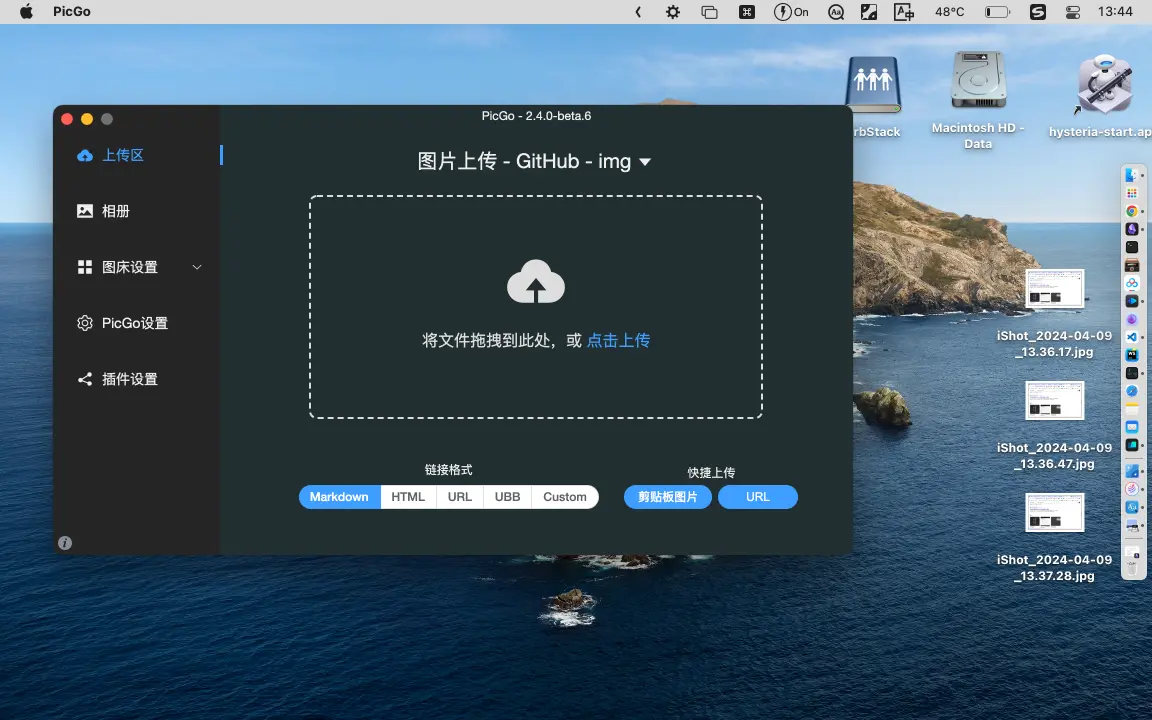 PicGo
On
48°C
13:44
PicGo - 2.4.0-beta.6
上传区
相册
图床设置
PicGo设置
插件设置
图片上传 - GitHub - img
将文件拖拽到此处，或 点击上传
链接格式
Markdown HTML URL UBB Custom
快捷上传
剪贴板图片 URL
rbStack
Macintosh HD - Data
hysteria-start.ap
iShot_2024-04-09_13.36.17.jpg
iShot_2024-04-09_13.36.47.jpg
iShot_2024-04-09_13.37.28.jpg